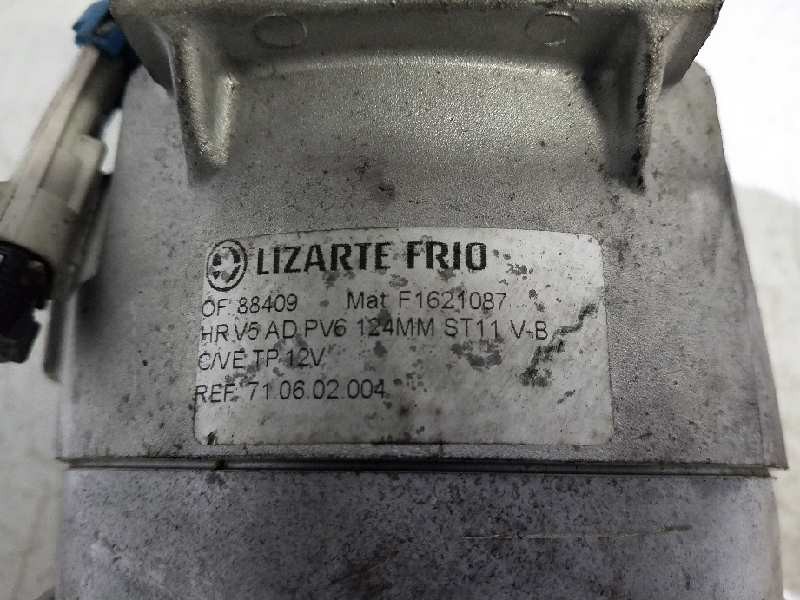 LIZARTE FRIO
OF 88409 Mat F1621087
HR V5 AD PV6 124MM ST11 V-B
C/VE TP 12V
REF. 71.06.02.004